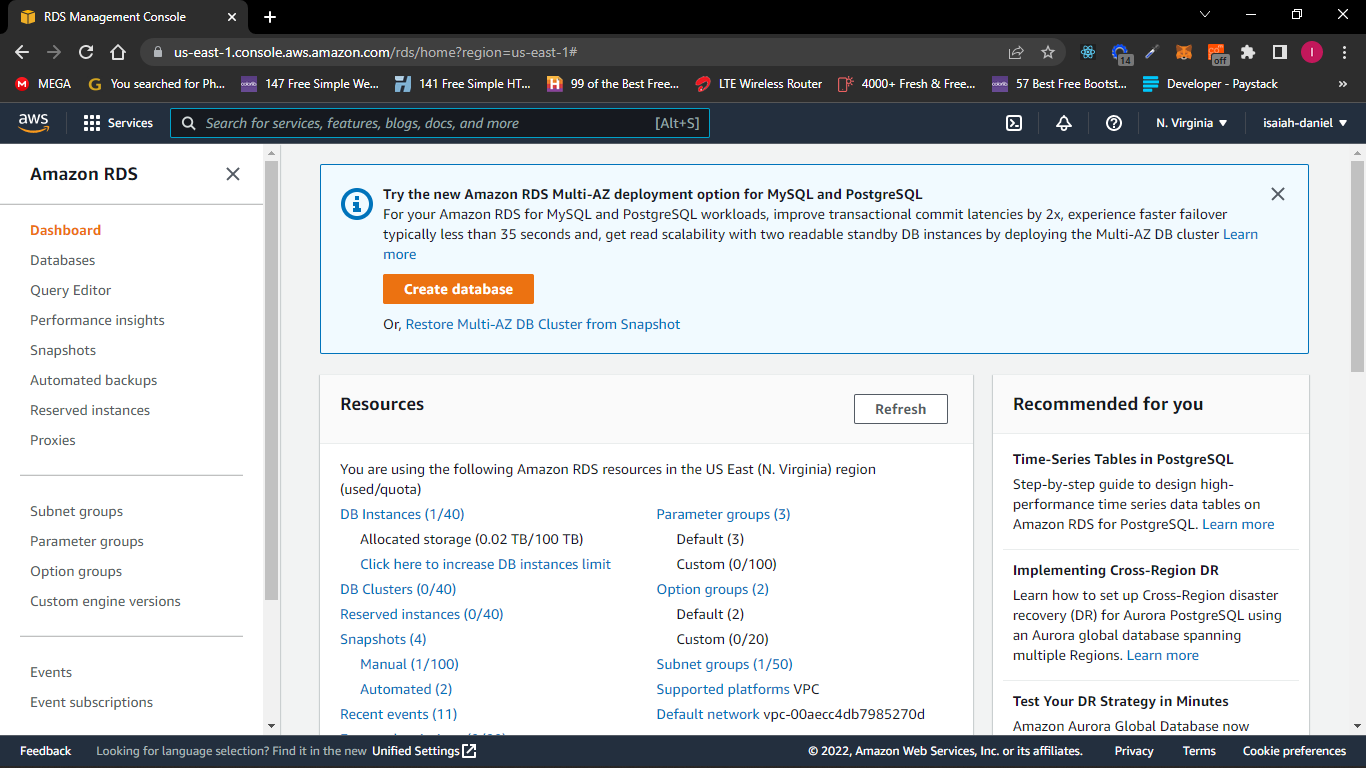 RDS Management Console
us-east-1.console.aws.amazon.com/rds/home?region=us-east-1#
14
off
I
MEGA
You searched for Ph...
147 Free Simple We...
141 Free Simple HT...
99 of the Best Free...
LTE Wireless Router
4000+ Fresh & Free...
57 Best Free Bootst...
Developer - Paystack
»
aws
Services
Search for services, features, blogs, docs, and more
[Alt+S]
N. Virginia
isaiah-daniel
Amazon RDS
Dashboard
Databases
Query Editor
Performance insights
Snapshots
Automated backups
Reserved instances
Proxies
Subnet groups
Parameter groups
Option groups
Custom engine versions
Events
Event subscriptions
Try the new Amazon RDS Multi-AZ deployment option for MySQL and PostgreSQL
For your Amazon RDS for MySQL and PostgreSQL workloads, improve transactional commit latencies by 2x, experience faster failover
typically less than 35 seconds and, get read scalability with two readable standby DB instances by deploying the Multi-AZ DB cluster Learn
more
Create database
Or, Restore Multi-AZ DB Cluster from Snapshot
Resources
Refresh
You are using the following Amazon RDS resources in the US East (N. Virginia) region
(used/quota)
DB Instances (1/40)
Allocated storage (0.02 TB/100 TB)
Click here to increase DB instances limit
DB Clusters (0/40)
Reserved instances (0/40)
Snapshots (4)
Manual (1/100)
Automated (2)
Recent events (11)
Parameter groups (3)
Default (3)
Custom (0/100)
Option groups (2)
Default (2)
Custom (0/20)
Subnet groups (1/50)
Supported platforms VPC
Default network vpc-00aecc4db7985270d
Recommended for you
Time-Series Tables in PostgreSQL
Step-by-step guide to design high-
performance time series data tables on
Amazon RDS for PostgreSQL. Learn more
Implementing Cross-Region DR
Learn how to set up Cross-Region disaster
recovery (DR) for Aurora PostgreSQL using
an Aurora global database spanning
multiple Regions. Learn more
Test Your DR Strategy in Minutes
Amazon Aurora Global Database now
Feedback
Looking for language selection? Find it in the new Unified Settings
© 2022, Amazon Web Services, Inc. or its affiliates.
Privacy
Terms
Cookie preferences